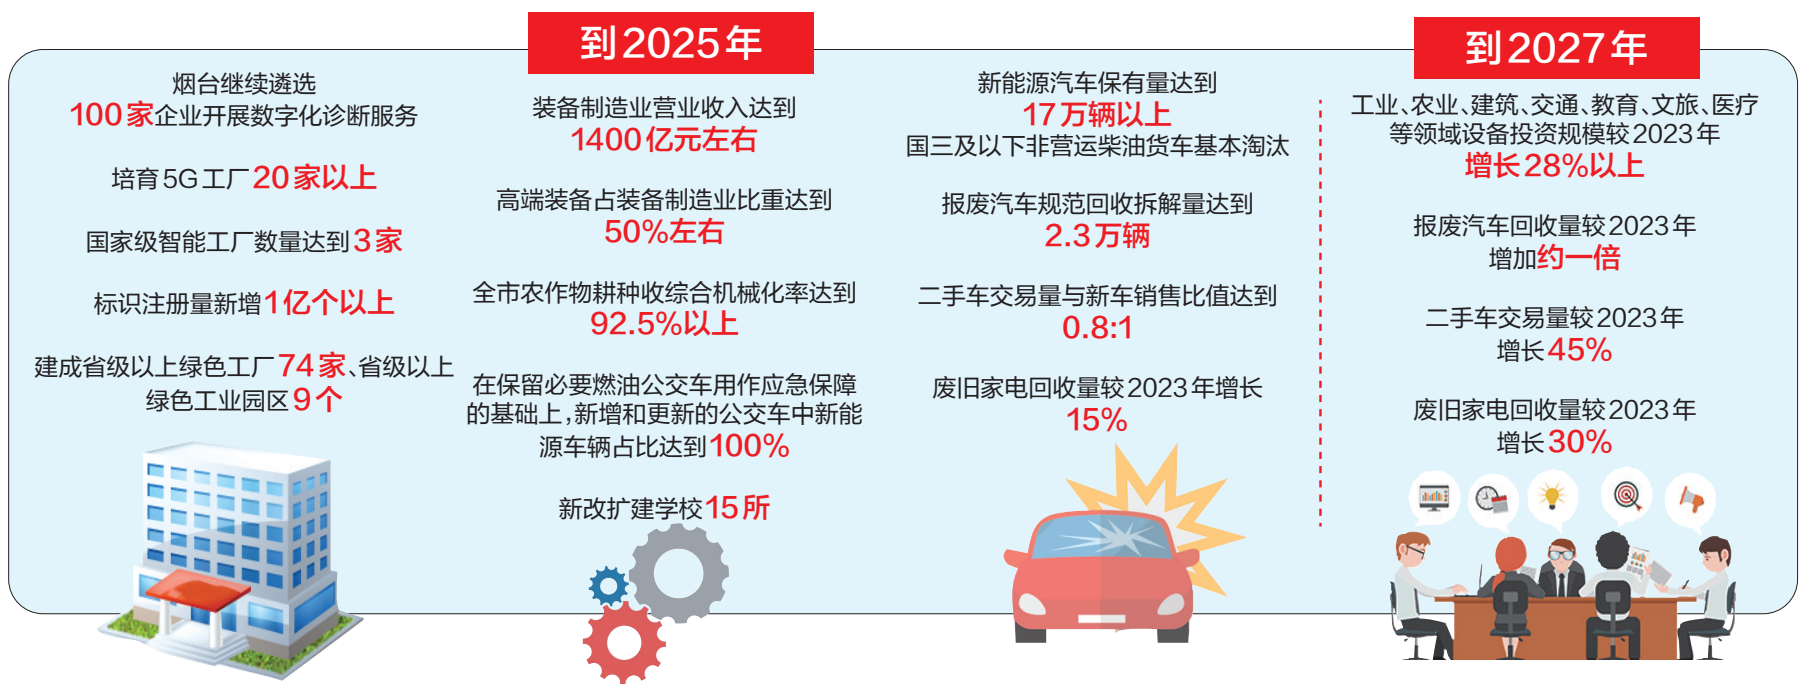 到2025年
烟台继续遴选
100家企业开展数字化诊断服务
培育5G工厂20家以上
国家级智能工厂数量达到3家
标识注册量新增1亿个以上
建成省级以上绿色工厂74家、省级以上
绿色工业园区9个
装备制造业营业收入达到
1400亿元左右
高端装备占装备制造业比重达到
50%左右
全市农作物耕种收综合机械化率达到
92.5%以上
在保留必要燃油公交车用作应急保障
的基础上,新增和更新的公交车中新能
源车辆占比达到100%
新改扩建学校15所
新能源汽车保有量达到
17万辆以上
国三及以下非营运柴油货车基本淘汰
报废汽车规范回收拆解量达到
2.3万辆
二手车交易量与新车销售比值达到
0.8:1
废旧家电回收量较2023年增长
15%
到2027年
工业、农业、建筑、交通、教育、文旅、医疗
等领域设备投资规模较2023年
增长28%以上
报废汽车回收量较2023年
增加约一倍
二手车交易量较2023年
增长45%
废旧家电回收量较2023年
增长30%